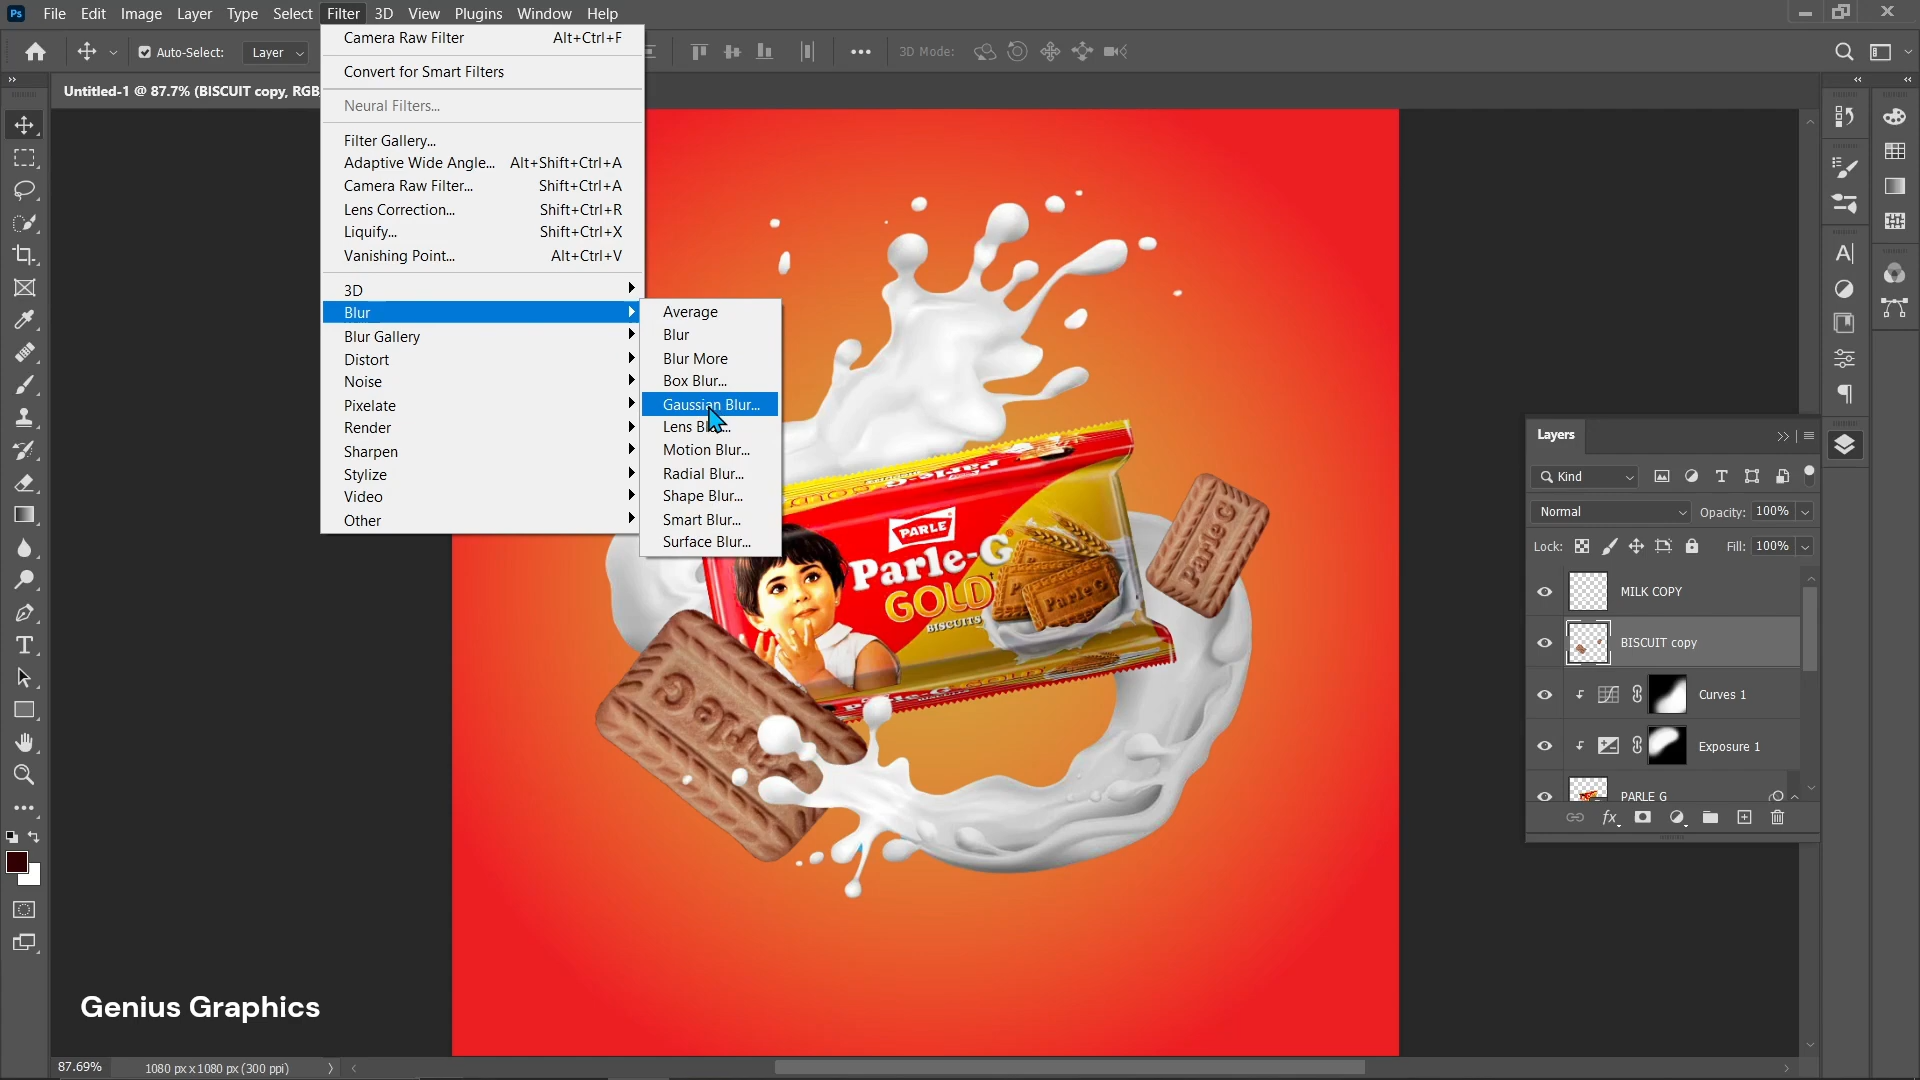 Ps File Edit Image Layer Type Select Filter 3D View Plugins Window Help
Auto-Select: Layer 3D Mode:
Untitled-1 @ 87.7% (BISCUIT copy, RGB
Camera Raw Filter Alt+Ctrl+F
Convert for Smart Filters
Neural Filters...
Filter Gallery...
Adaptive Wide Angle... Alt+Shift+Ctrl+A
Camera Raw Filter... Shift+Ctrl+A
Lens Correction... Shift+Ctrl+R
Liquify... Shift+Ctrl+X
Vanishing Point... Alt+Ctrl+V
3D
Blur
Blur Gallery
Distort
Noise
Pixelate
Render
Sharpen
Stylize
Video
Other
Average
Blur
Blur More
Box Blur...
Gaussian Blur...
Lens Blur...
Motion Blur...
Radial Blur...
Shape Blur...
Smart Blur...
Surface Blur...
PARLE
Parle-G
GOLD
BISCUITS
Parle G
Parle G
Layers
Kind
Normal Opacity: 100%
Lock: Fill: 100%
MILK COPY
BISCUIT copy
Curves 1
Exposure 1
PARLE G
fx
Genius Graphics
87.69% 1080 px x 1080 px (300 ppi)